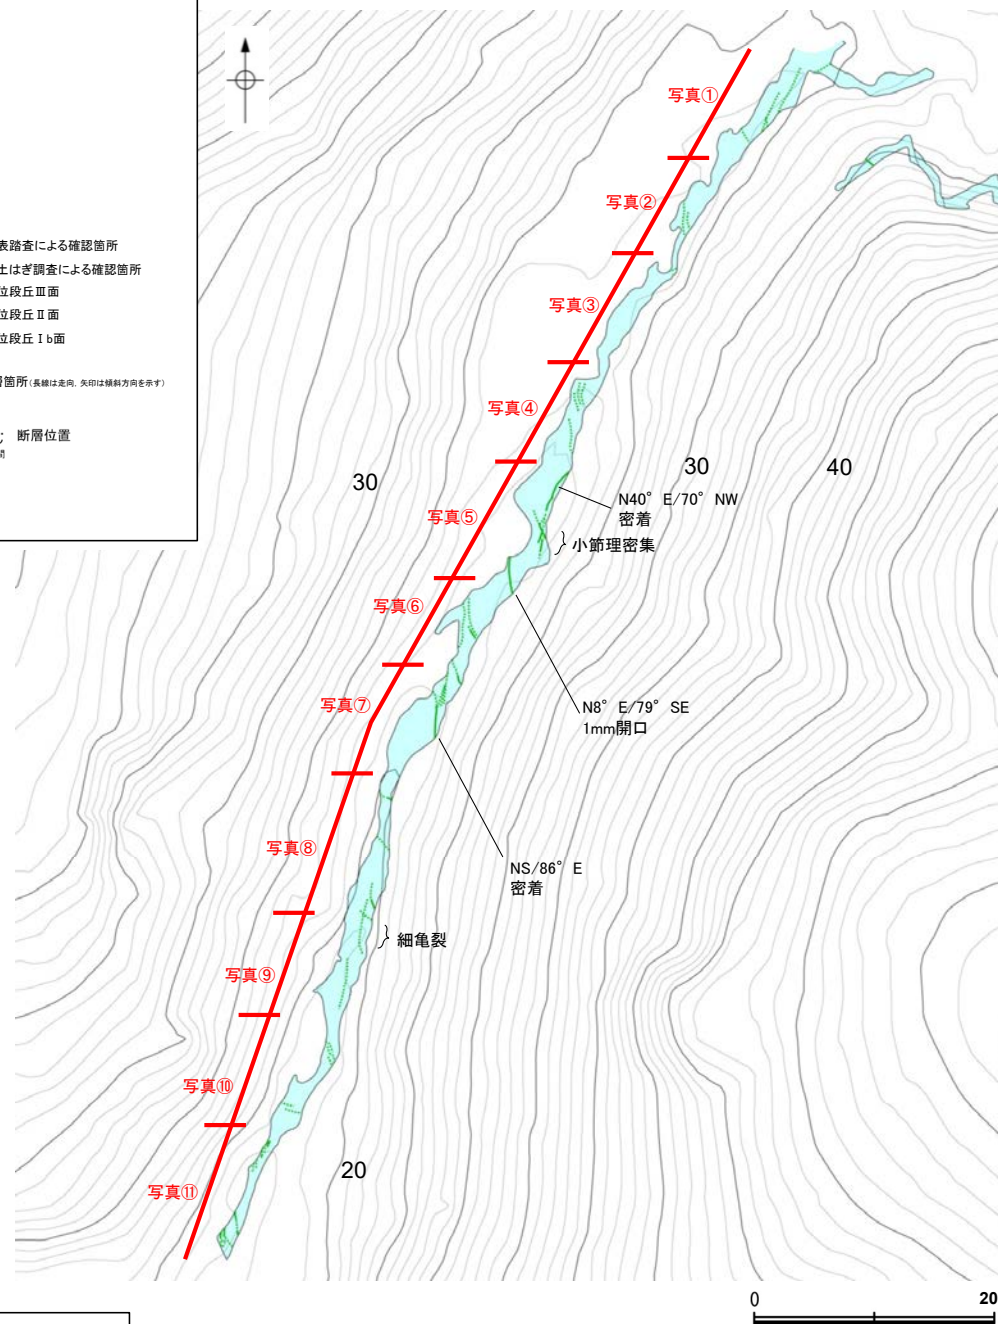 表踏査による確認箇所
土はぎ調査による確認箇所
位段丘Ⅲ面
位段丘Ⅱ面
位段丘Ⅰb面
箇所(長線は走向、矢印は傾斜方向を示す)
断層位置
写真①
写真②
写真③
写真④
30
30
40
N40°E/70°NW
密着
写真⑤
小節理密集
写真⑥
写真⑦
N8°E/79°SE
1mm開口
写真⑧
NS/86°E
密着
細亀裂
写真⑨
写真⑩
20
写真⑪
0
20